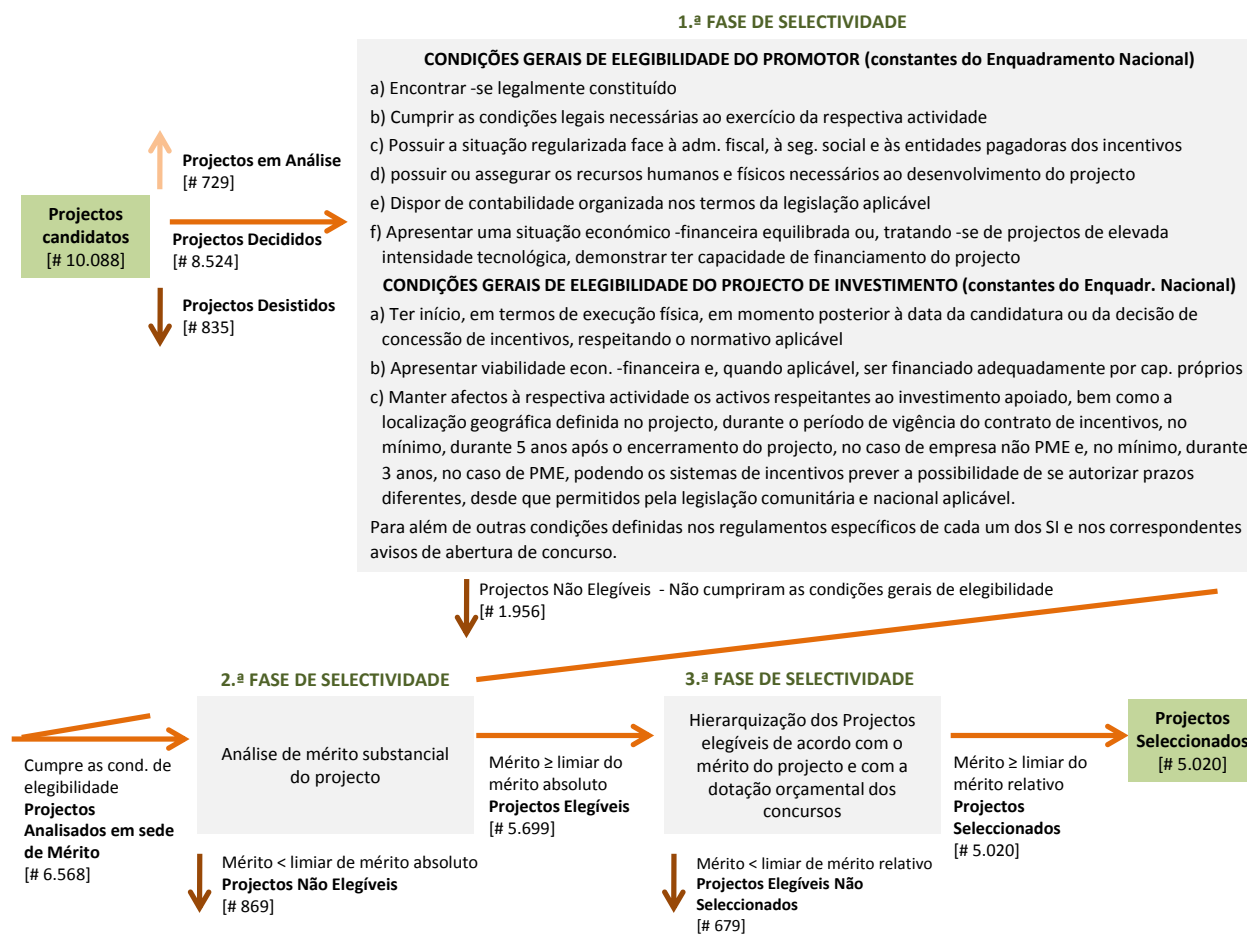 1.ª FASE DE SELECTIVIDADE
CONDIÇÕES GERAIS DE ELEGIBILIDADE DO PROMOTOR (constantes do Enquadramento Nacional)
a) Encontrar -se legalmente constituído
b) Cumprir as condições legais necessárias ao exercício da respectiva actividade
c) Possuir a situação regularizada face à adm. fiscal, à seg. social e às entidades pagadoras dos incentivos
d) possuir ou assegurar os recursos humanos e físicos necessários ao desenvolvimento do projecto
e) Dispor de contabilidade organizada nos termos da legislação aplicável
f) Apresentar uma situação económico -financeira equilibrada ou, tratando -se de projectos de elevada
intensidade tecnológica, demonstrar ter capacidade de financiamento do projecto
CONDIÇÕES GERAIS DE ELEGIBILIDADE DO PROJECTO DE INVESTIMENTO (constantes do Enquadr. Nacional)
a) Ter início, em termos de execução física, em momento posterior à data da candidatura ou da decisão de
concessão de incentivos, respeitando o normativo aplicável
b) Apresentar viabilidade econ. -financeira e, quando aplicável, ser financiado adequadamente por cap. próprios
c) Manter afectos à respectiva actividade os activos respeitantes ao investimento apoiado, bem como a
localização geográfica definida no projecto, durante o período de vigência do contrato de incentivos, no
mínimo, durante 5 anos após o encerramento do projecto, no caso de empresa não PME e, no mínimo, durante
3 anos, no caso de PME, podendo os sistemas de incentivos prever a possibilidade de se autorizar prazos
diferentes, desde que permitidos pela legislação comunitária e nacional aplicável.
Para além de outras condições definidas nos regulamentos específicos de cada um dos SI e nos correspondentes
avisos de abertura de concurso.
Projectos em Análise
[# 729]
Projectos
candidatos
[# 10.088]
Projectos Decididos
[# 8.524]
Projectos Desistidos
[# 835]
Projectos Não Elegíveis - Não cumpriram as condições gerais de elegibilidade
[# 1.956]
2.ª FASE DE SELECTIVIDADE
3.ª FASE DE SELECTIVIDADE
Cumpre as cond. de
elegibilidade
Projectos
Analisados em sede
de Mérito
[# 6.568]
Análise de mérito substancial
do projecto
Mérito < limiar de mérito absoluto
Projectos Não Elegíveis
[# 869]
Mérito ≥ limiar do
mérito absoluto
Projectos Elegíveis
[# 5.699]
Hierarquização dos Projectos
elegíveis de acordo com o
mérito do projecto e com a
dotação orçamental dos
concursos
Mérito < limiar de mérito relativo
Projectos Elegíveis Não
Seleccionados
[# 679]
Mérito ≥ limiar do
mérito relativo
Projectos
Seleccionados
[# 5.020]
Projectos
Seleccionados
[# 5.020]